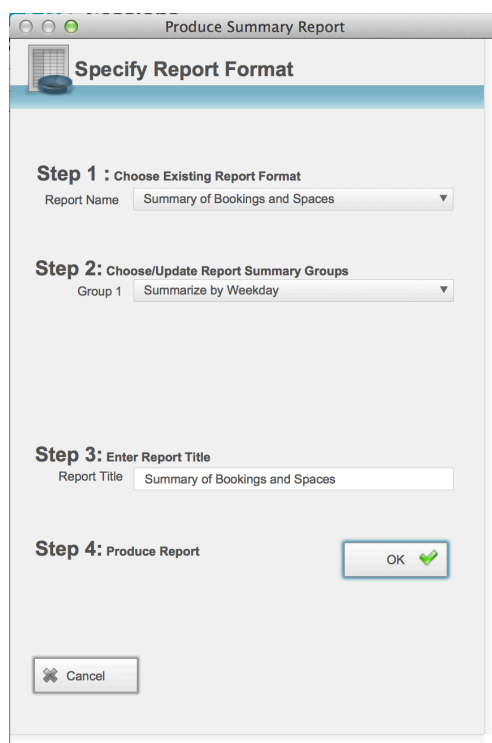 Produce Summary Report
Specify Report Format
Step 1 : Choose Existing Report Format
Report Name Summary of Bookings and Spaces
Step 2: Choose/Update Report Summary Groups
Group 1 Summarize by Weekday
Step 3: Enter Report Title
Report Title Summary of Bookings and Spaces
Step 4: Produce Report
OK
Cancel